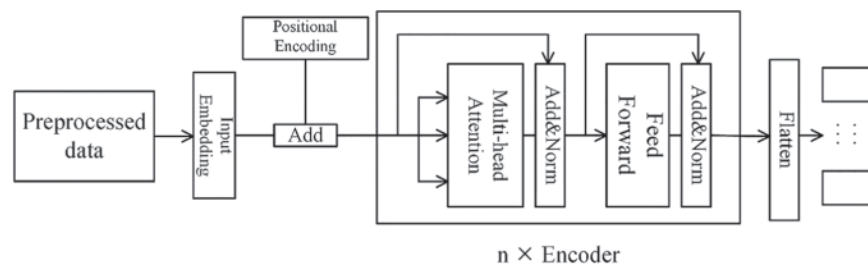 Positional
Encoding
Preprocessed
data
Input
Embedding
Add
Multi-head
Attention
Add&Norm
Feed
Forward
Add&Norm
Flatten
n × Encoder